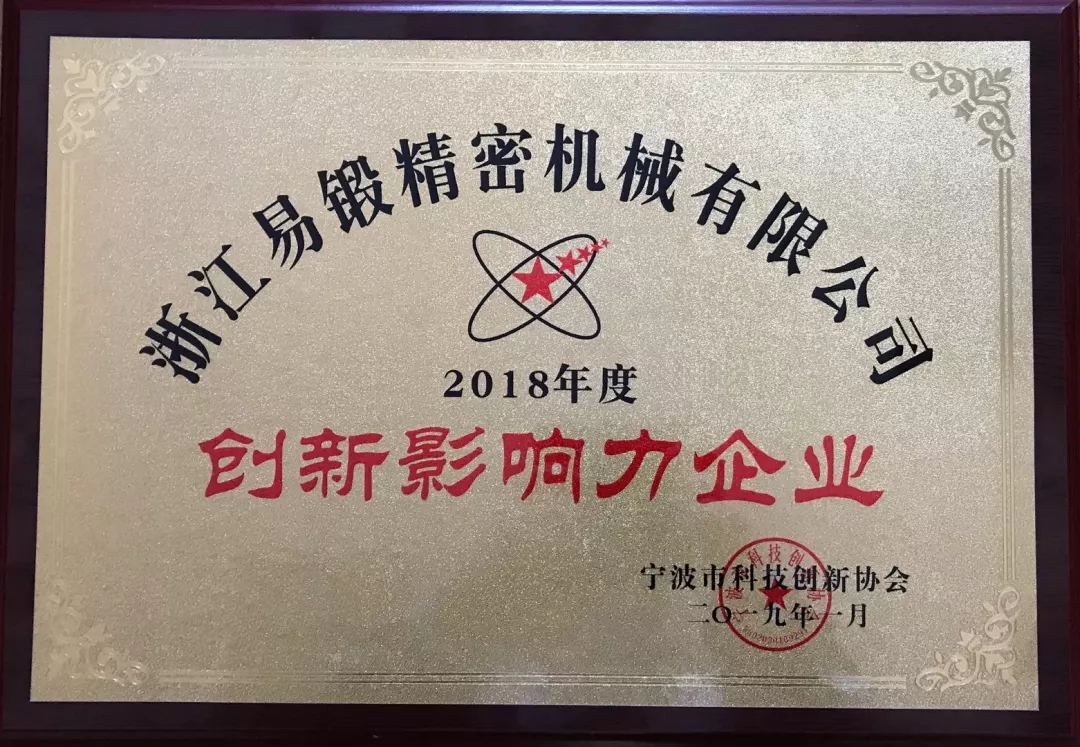 浙江易锻精密机械有限公司
2018年度
创新影响力企业
宁波市科技创新协会
二〇一九年一月